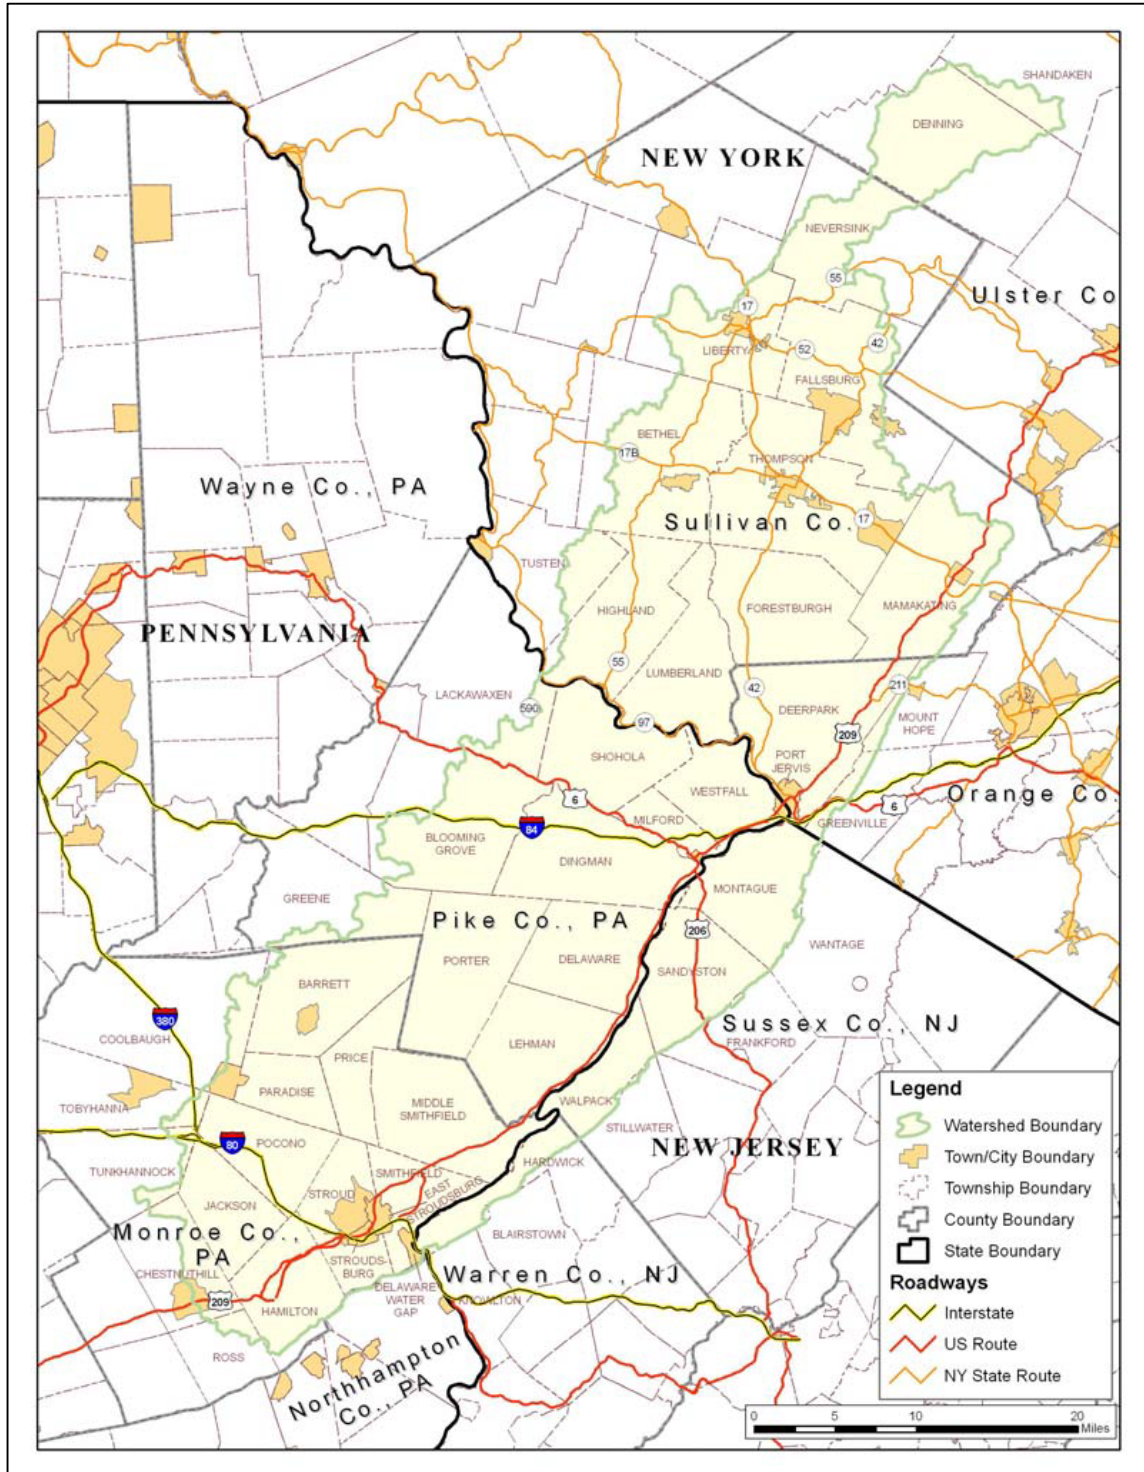 SHANDAKEN
DENNING
NEW YORK
NEVERSINK
55
Ulster Co
17
LIBERTY
52
42
FALLSBURG
BETHEL
17B
THOMPSON
Wayne Co., PA
Sullivan Co.
17
TUSTEN
HIGHLAND
FORESTBURGH
MAMAKATING
PENNSYLVANIA
55
LUMBERLAND
42
211
LACKAWAXEN
590
97
DEERPARK
MOUNT
HOPE
209
SHOHOLA
PORT
JERVIS
WESTFALL
6
6
Orange Co.
MILFORD
GREENVILLE
84
BLOOMING
GROVE
DINGMAN
MONTAGUE
GREENE
Pike Co., PA
206
WANTAGE
PORTER
DELAWARE
SANDYSTON
BARRETT
380
Sussex Co., NJ
COOLBAUGH
LEHMAN
FRANKFORD
PRICE
PARADISE
MIDDLE
SMITHFIELD
WALPACK
TOBYHANNA
STILLWATER
80
POCONO
NEW JERSEY
TUNKHANNOCK
HARDWICK
SMITHFIELD
STROUD
EAST
STROUDSBURG
JACKSON
Monroe Co.,
PA
BLAIRSTOWN
STROUDS-
BURG
CHESTNUTHILL
Warren Co., NJ
DELAWARE
WATER
GAP
KNOWLTON
209
HAMILTON
ROSS
Northhampton
Co., PA
Legend
Watershed Boundary
Town/City Boundary
Township Boundary
County Boundary
State Boundary
Roadways
Interstate
US Route
NY State Route
0 5 10 20
Miles